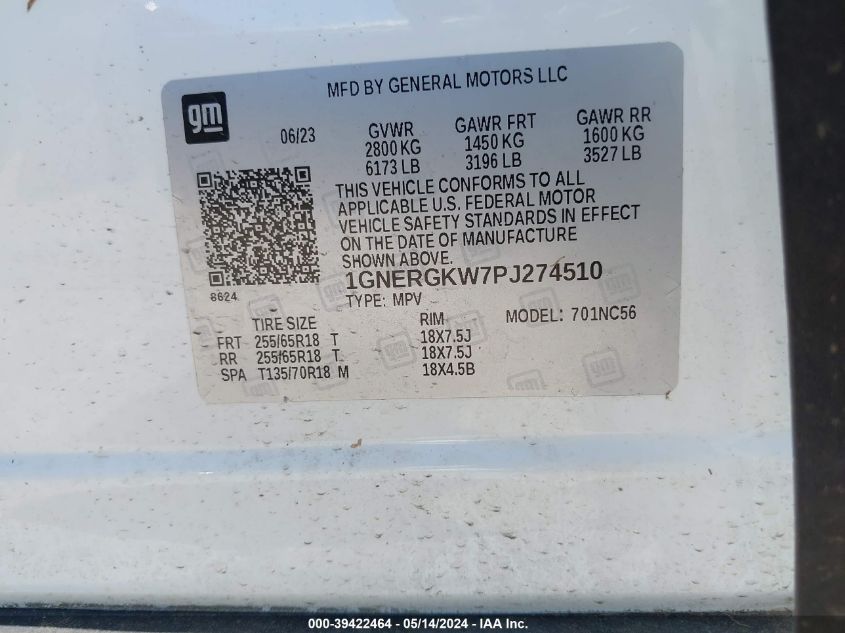 MFD BY GENERAL MOTORS LLC
gm
06/23
GVWR GAWR FRT GAWR RR
2800 KG 1450 KG 1600 KG
6173 LB 3196 LB 3527 LB
THIS VEHICLE CONFORMS TO ALL
APPLICABLE U.S. FEDERAL MOTOR
VEHICLE SAFETY STANDARDS IN EFFECT
ON THE DATE OF MANUFACTURE
SHOWN ABOVE.
1GNERGKW7PJ274510
8624
TYPE: MPV
TIRE SIZE RIM MODEL: 701NC56
FRT 255/65R18 T 18X7.5J
RR 255/65R18 T 18X7.5J
SPA T135/70R18 M 18X4.5B
000-39422464 - 05/14/2024 - IAA Inc.